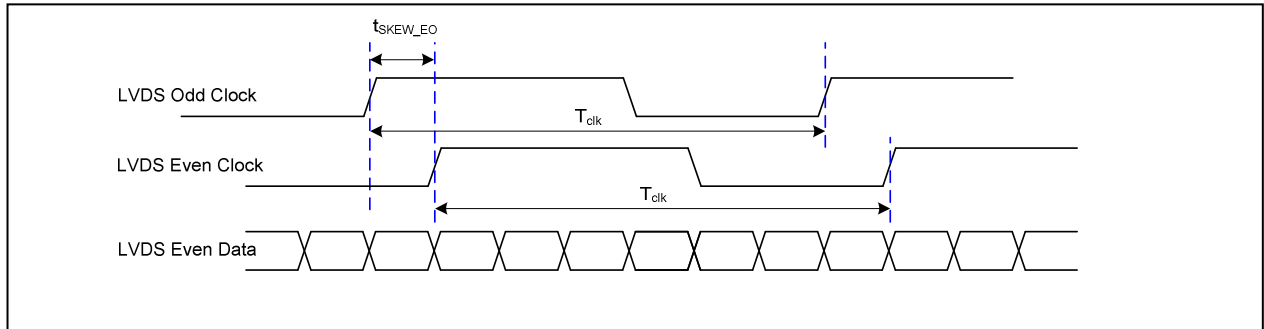 tSKEW_EO
LVDS Odd Clock
Tclk
LVDS Even Clock
Tclk
LVDS Even Data